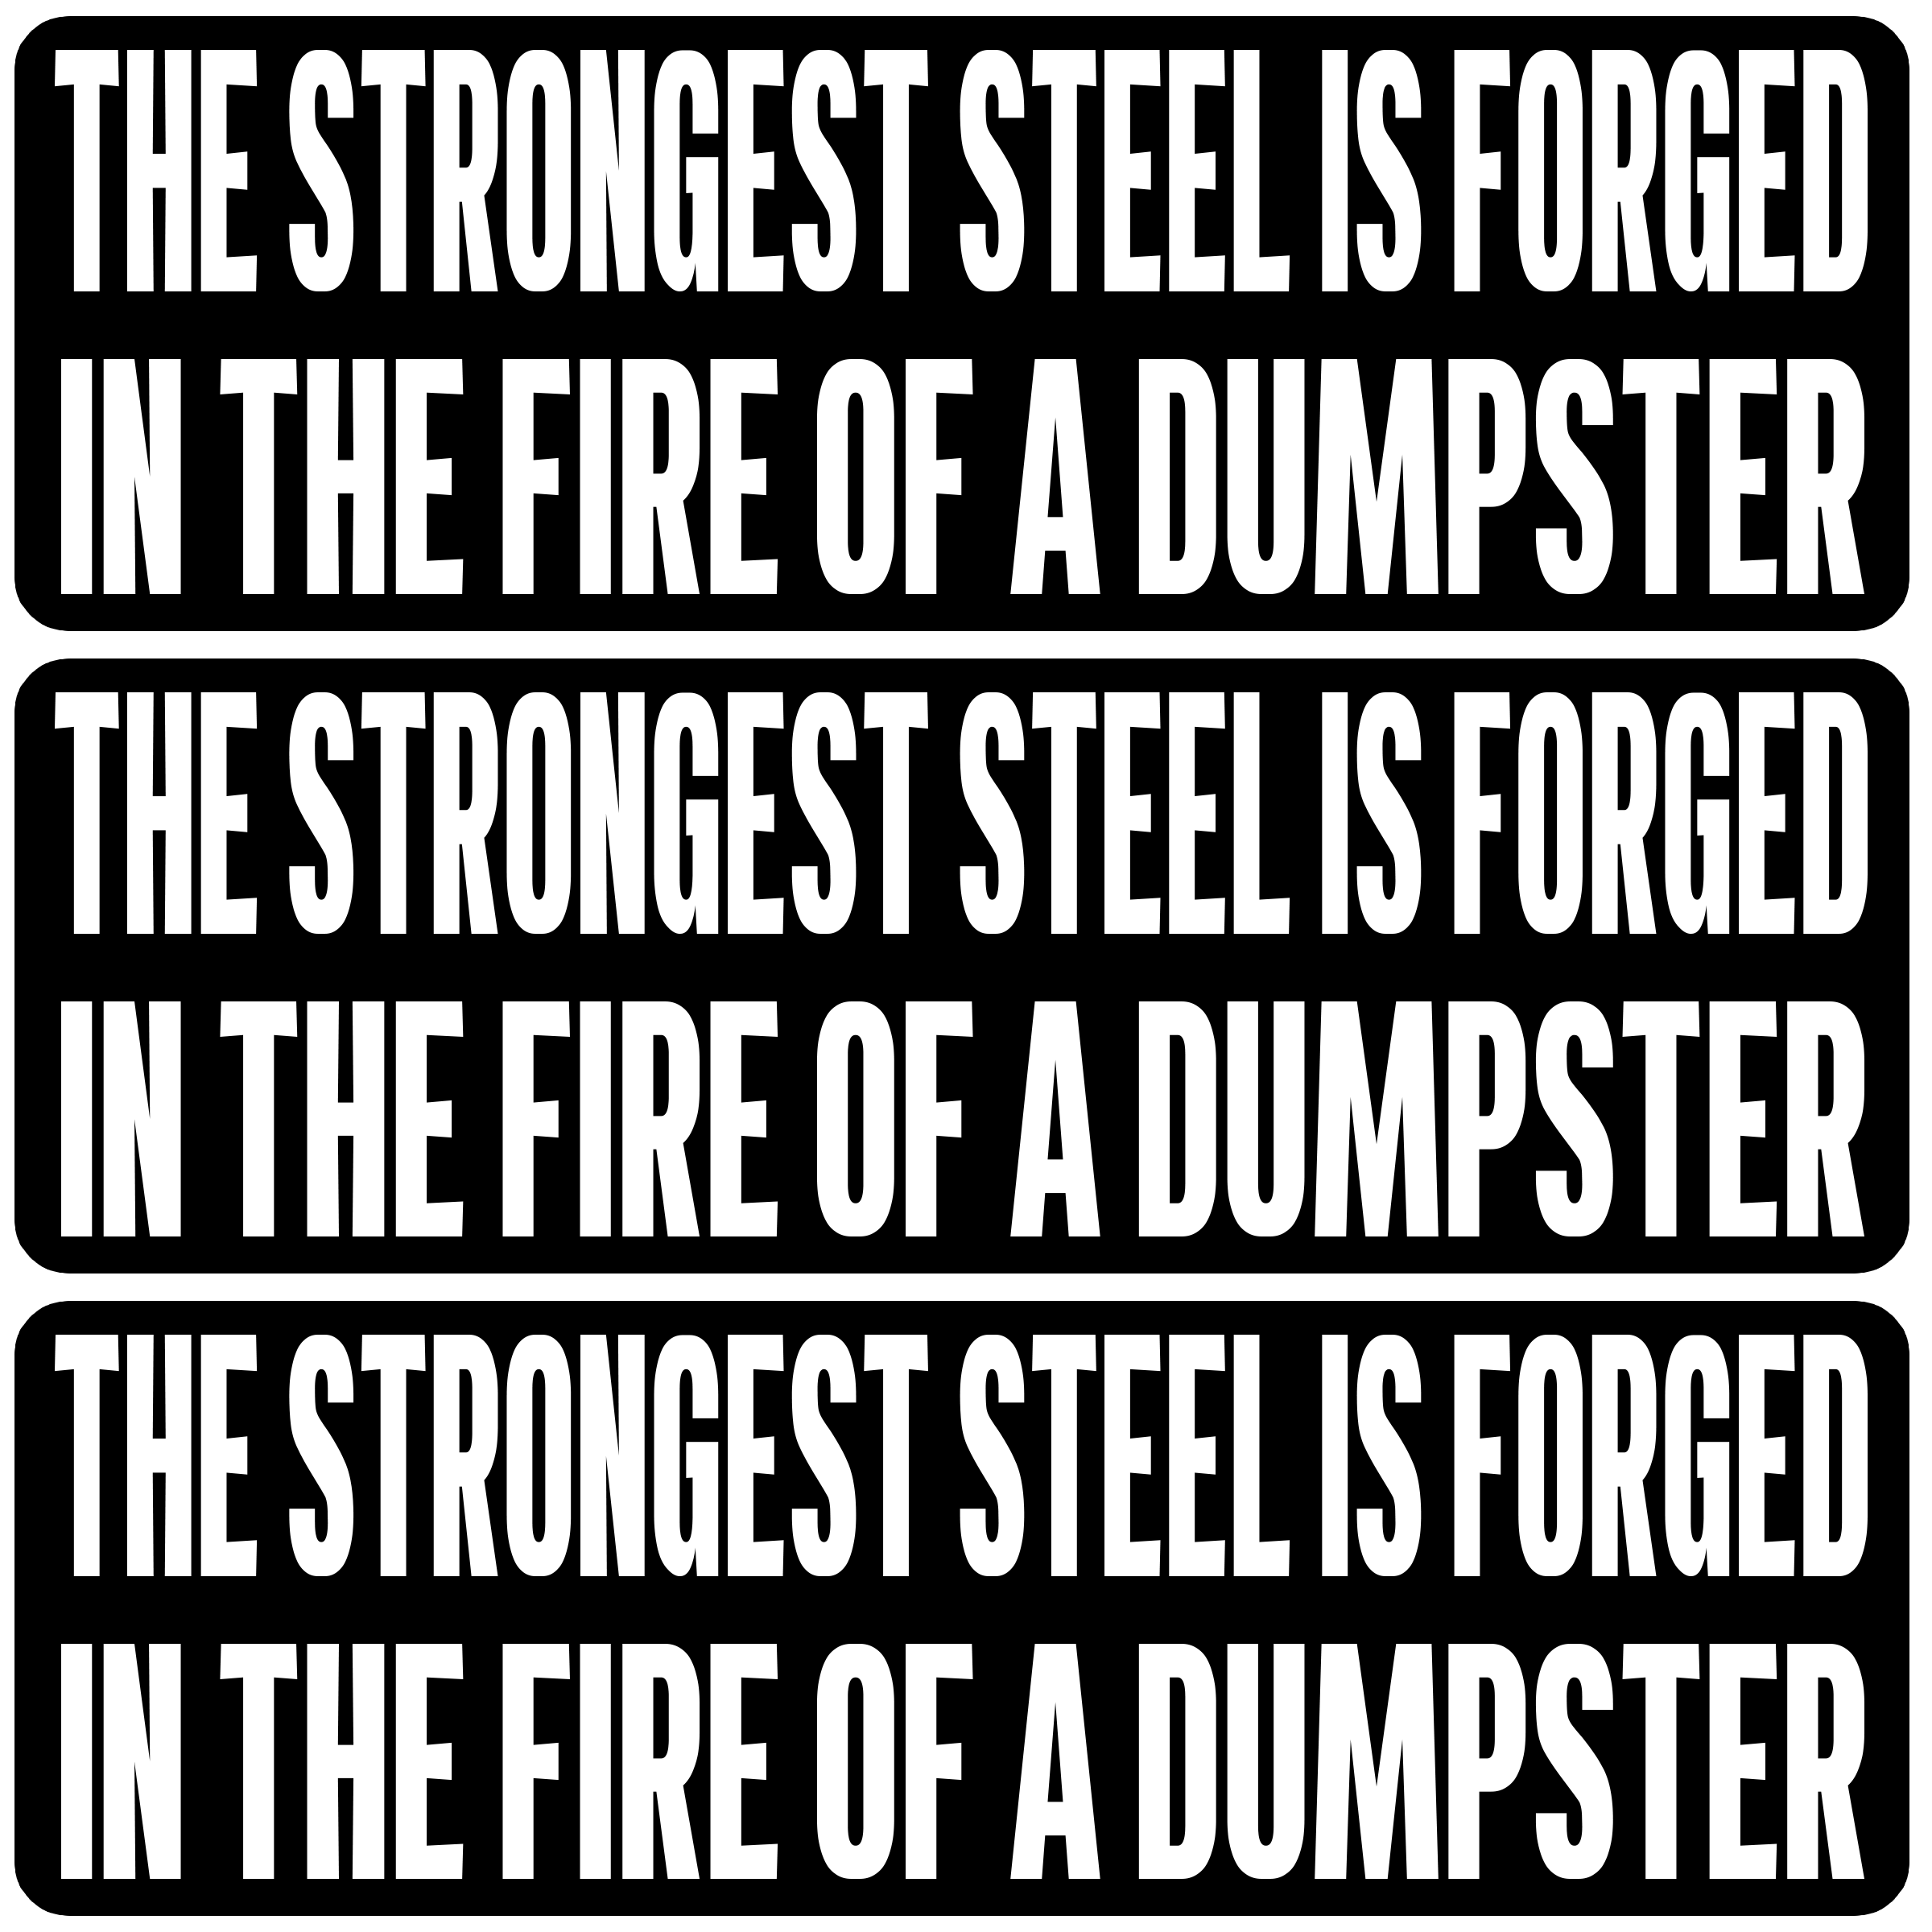 THE STRONGEST STEEL IS FORGED
IN THE FIRE OF A DUMPSTER
THE STRONGEST STEEL IS FORGED
IN THE FIRE OF A DUMPSTER
THE STRONGEST STEEL IS FORGED
IN THE FIRE OF A DUMPSTER